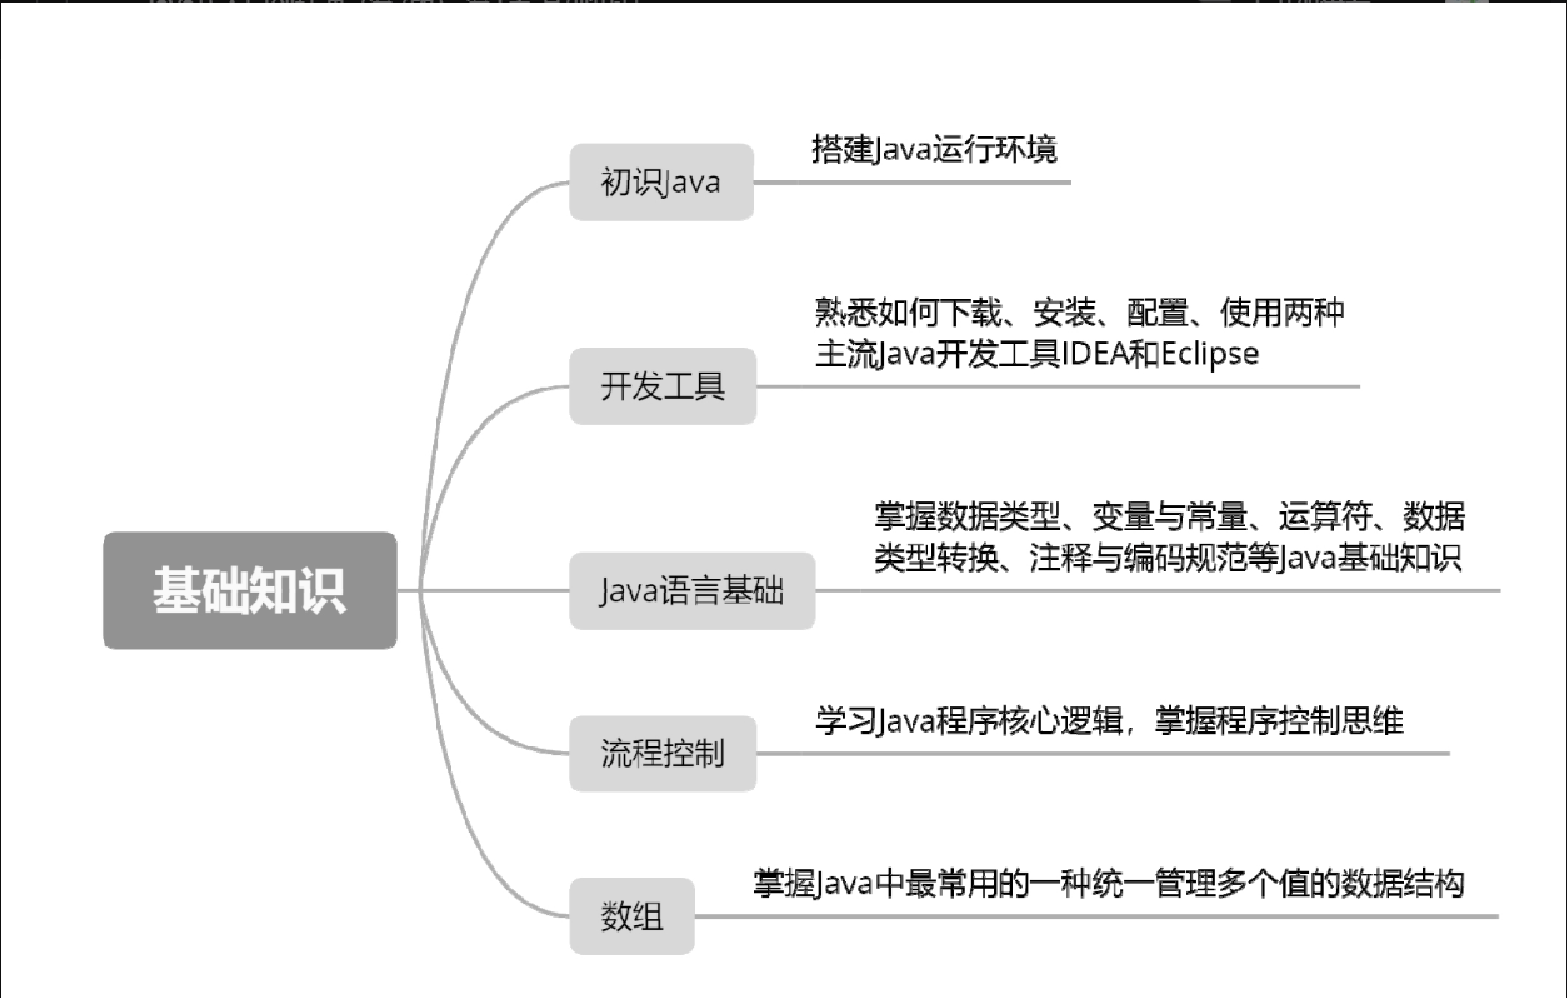 初识Java
搭建Java运行环境
开发工具
熟悉如何下载、安装、配置、使用两种
主流Java开发工具IDEA和Eclipse
基础知识
Java语言基础
掌握数据类型、变量与常量、运算符、数据
类型转换、注释与编码规范等Java基础知识
流程控制
学习Java程序核心逻辑，掌握程序控制思维
数组
掌握Java中最常用的一种统一管理多个值的数据结构